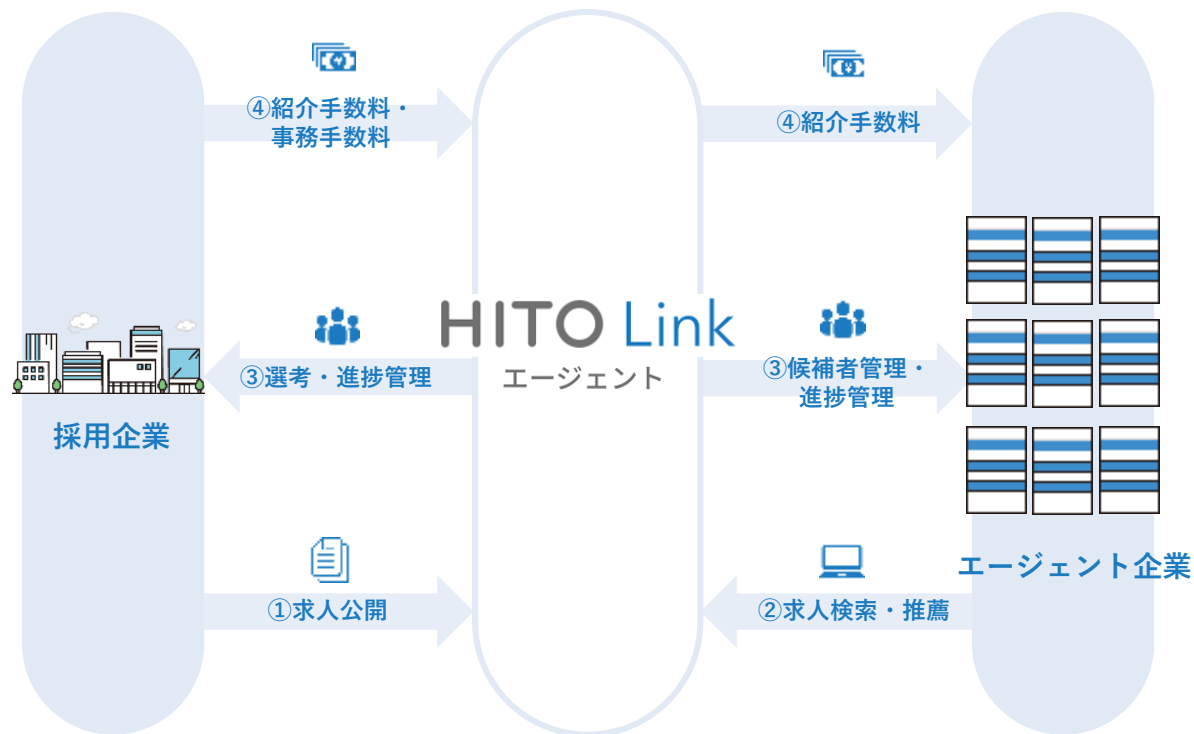 ④紹介手数料・
事務手数料
④紹介手数料
HITO Link
エージェント
③選考・進捗管理
③候補者管理・
進捗管理
採用企業
エージェント企業
①求人公開
②求人検索・推薦